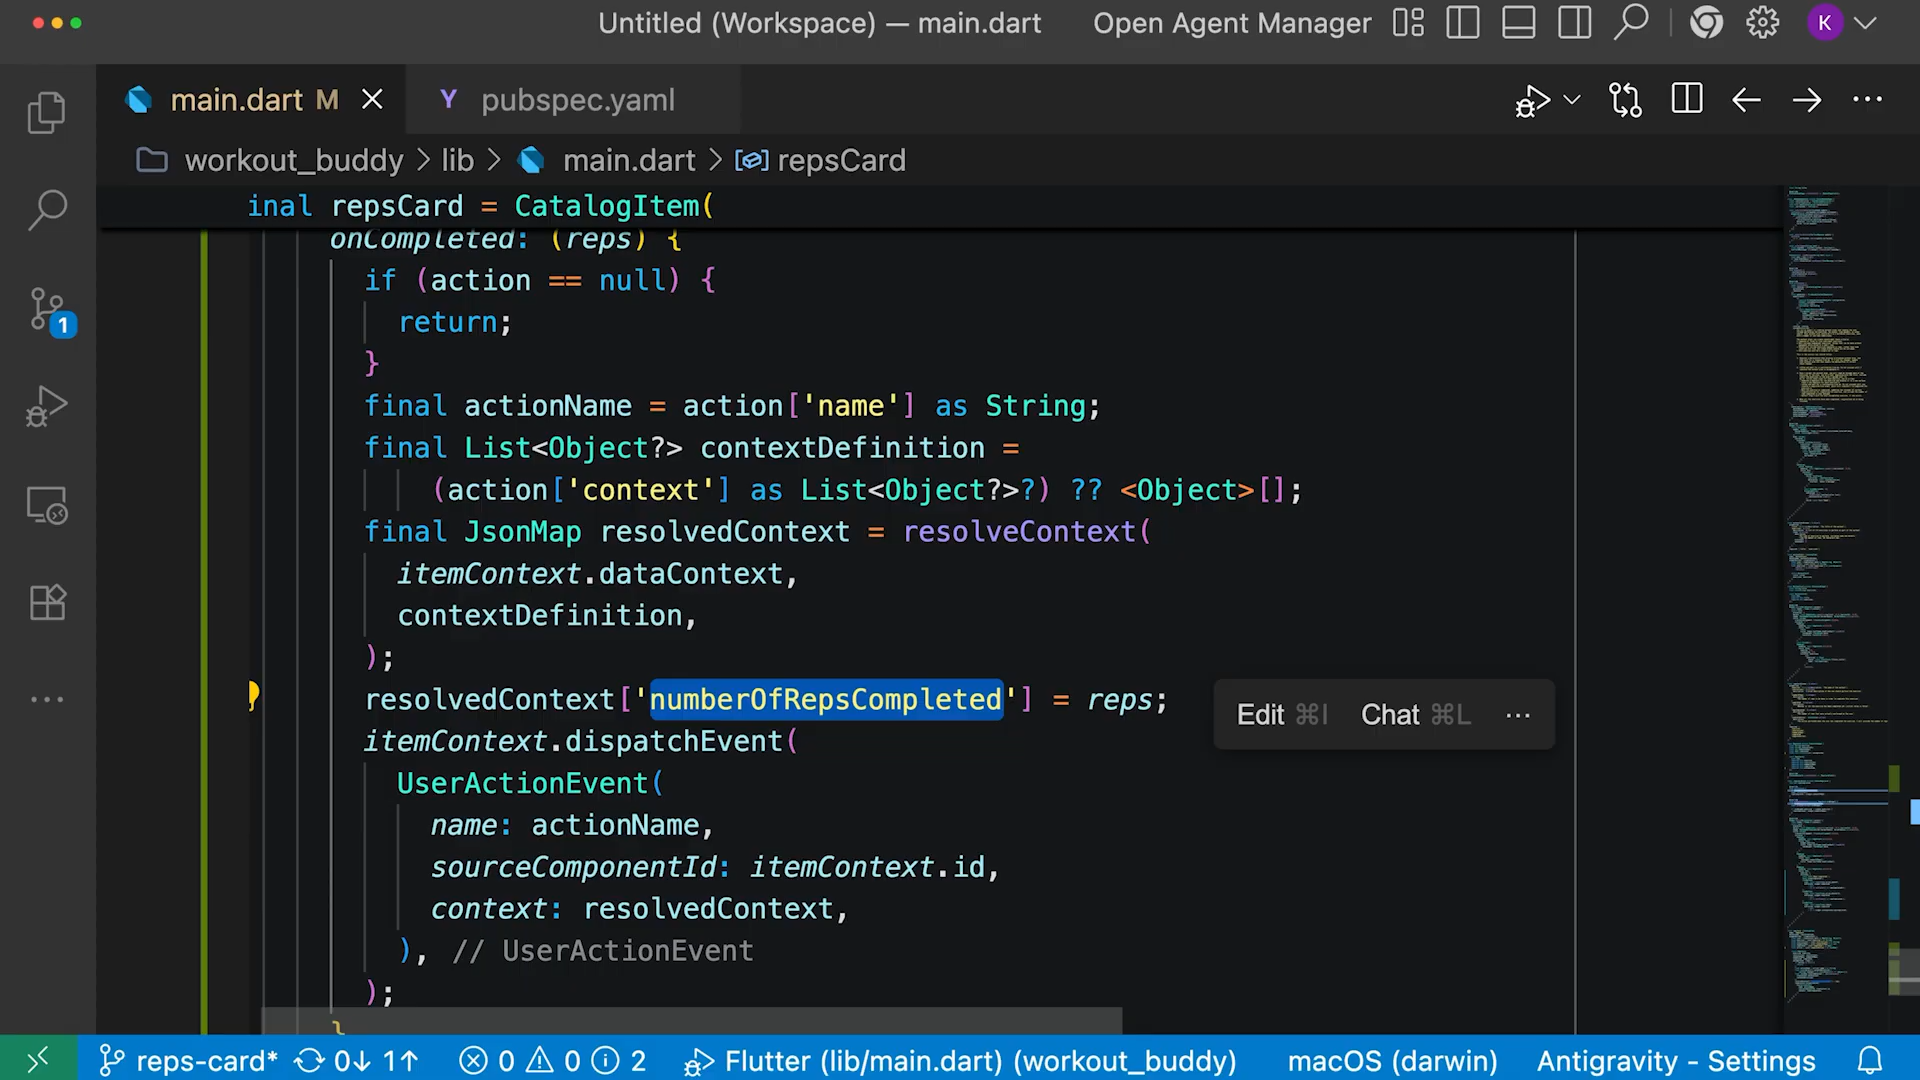 Untitled (Workspace) — main.dart
Open Agent Manager
K
main.dart M
Y pubspec.yaml
workout_buddy > lib > main.dart > repsCard
inal repsCard = CatalogItem(
onCompleted: (reps) {
if (action == null) {
return;
}
final actionName = action['name'] as String;
final List<Object?> contextDefinition =
(action['context'] as List<Object?>?) ?? <Object>[];
final JsonMap resolvedContext = resolveContext(
itemContext.dataContext,
contextDefinition,
);
resolvedContext['numberOfRepsCompleted'] = reps;
Edit ⌘I Chat ⌘L ···
itemContext.dispatchEvent(
UserActionEvent(
name: actionName,
sourceComponentId: itemContext.id,
context: resolvedContext,
), // UserActionEvent
);
}
1
reps-card* 0↓ 1↑ 0 0 2 Flutter (lib/main.dart) (workout_buddy) macOS (darwin) Antigravity - Settings